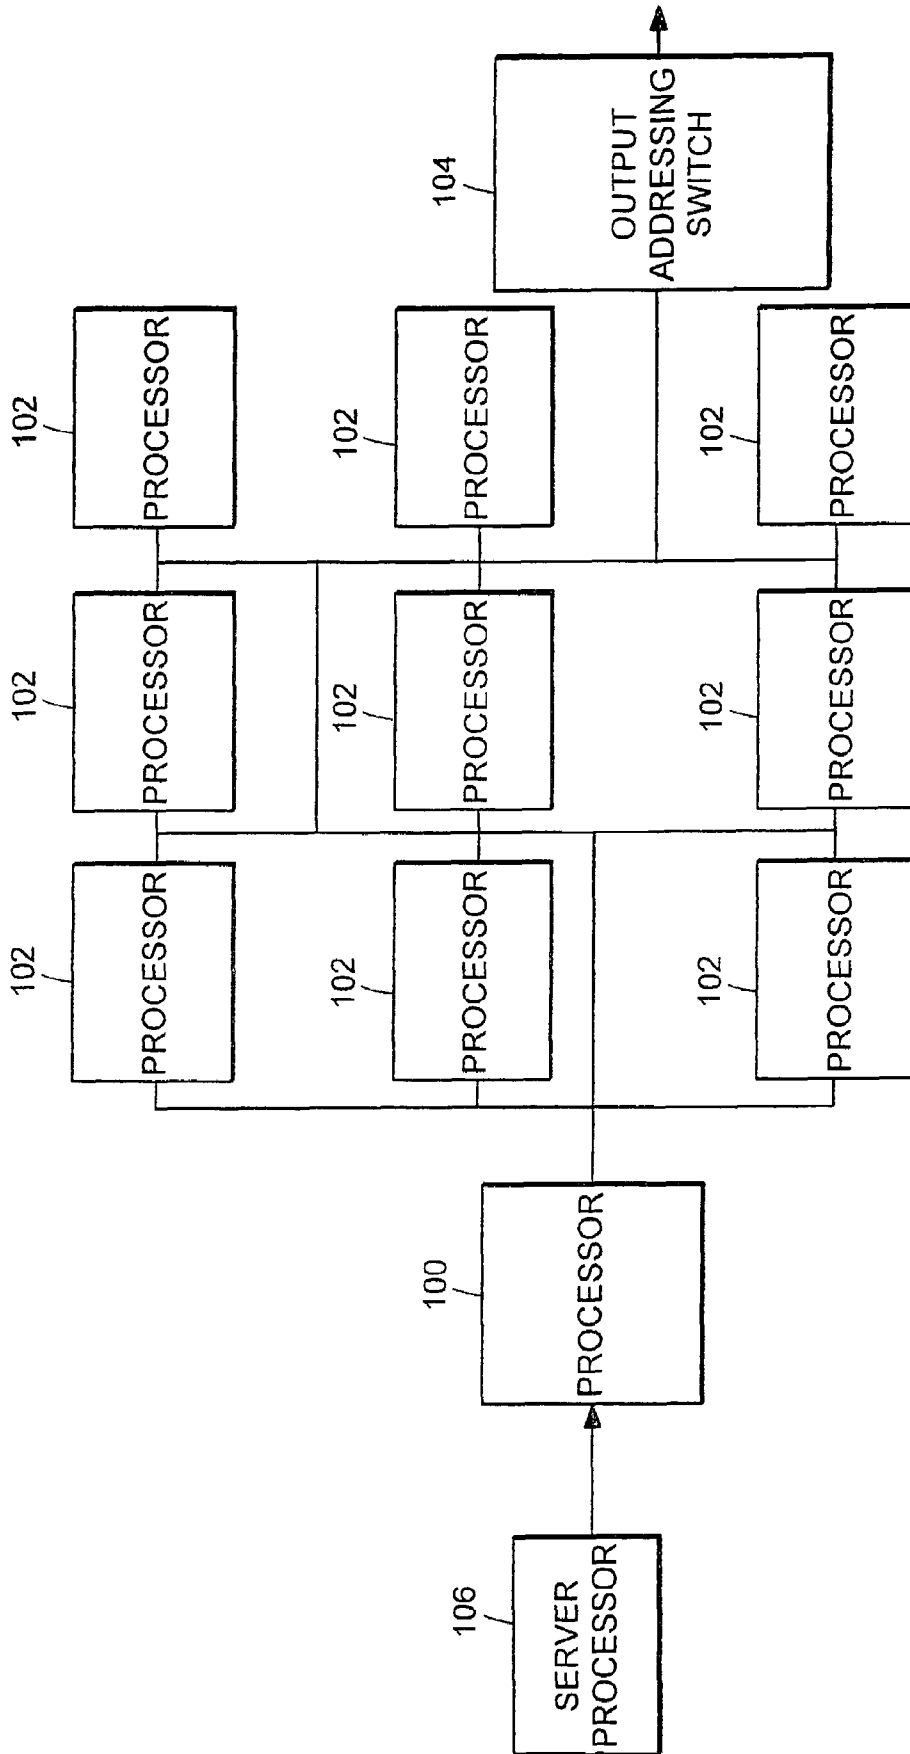 102
PROCESSOR
102
PROCESSOR
102
PROCESSOR
104
OUTPUT
ADDRESSING
SWITCH
102
PROCESSOR
102
PROCESSOR
102
PROCESSOR
102
PROCESSOR
102
PROCESSOR
102
PROCESSOR
100
PROCESSOR
106
SERVER
PROCESSOR